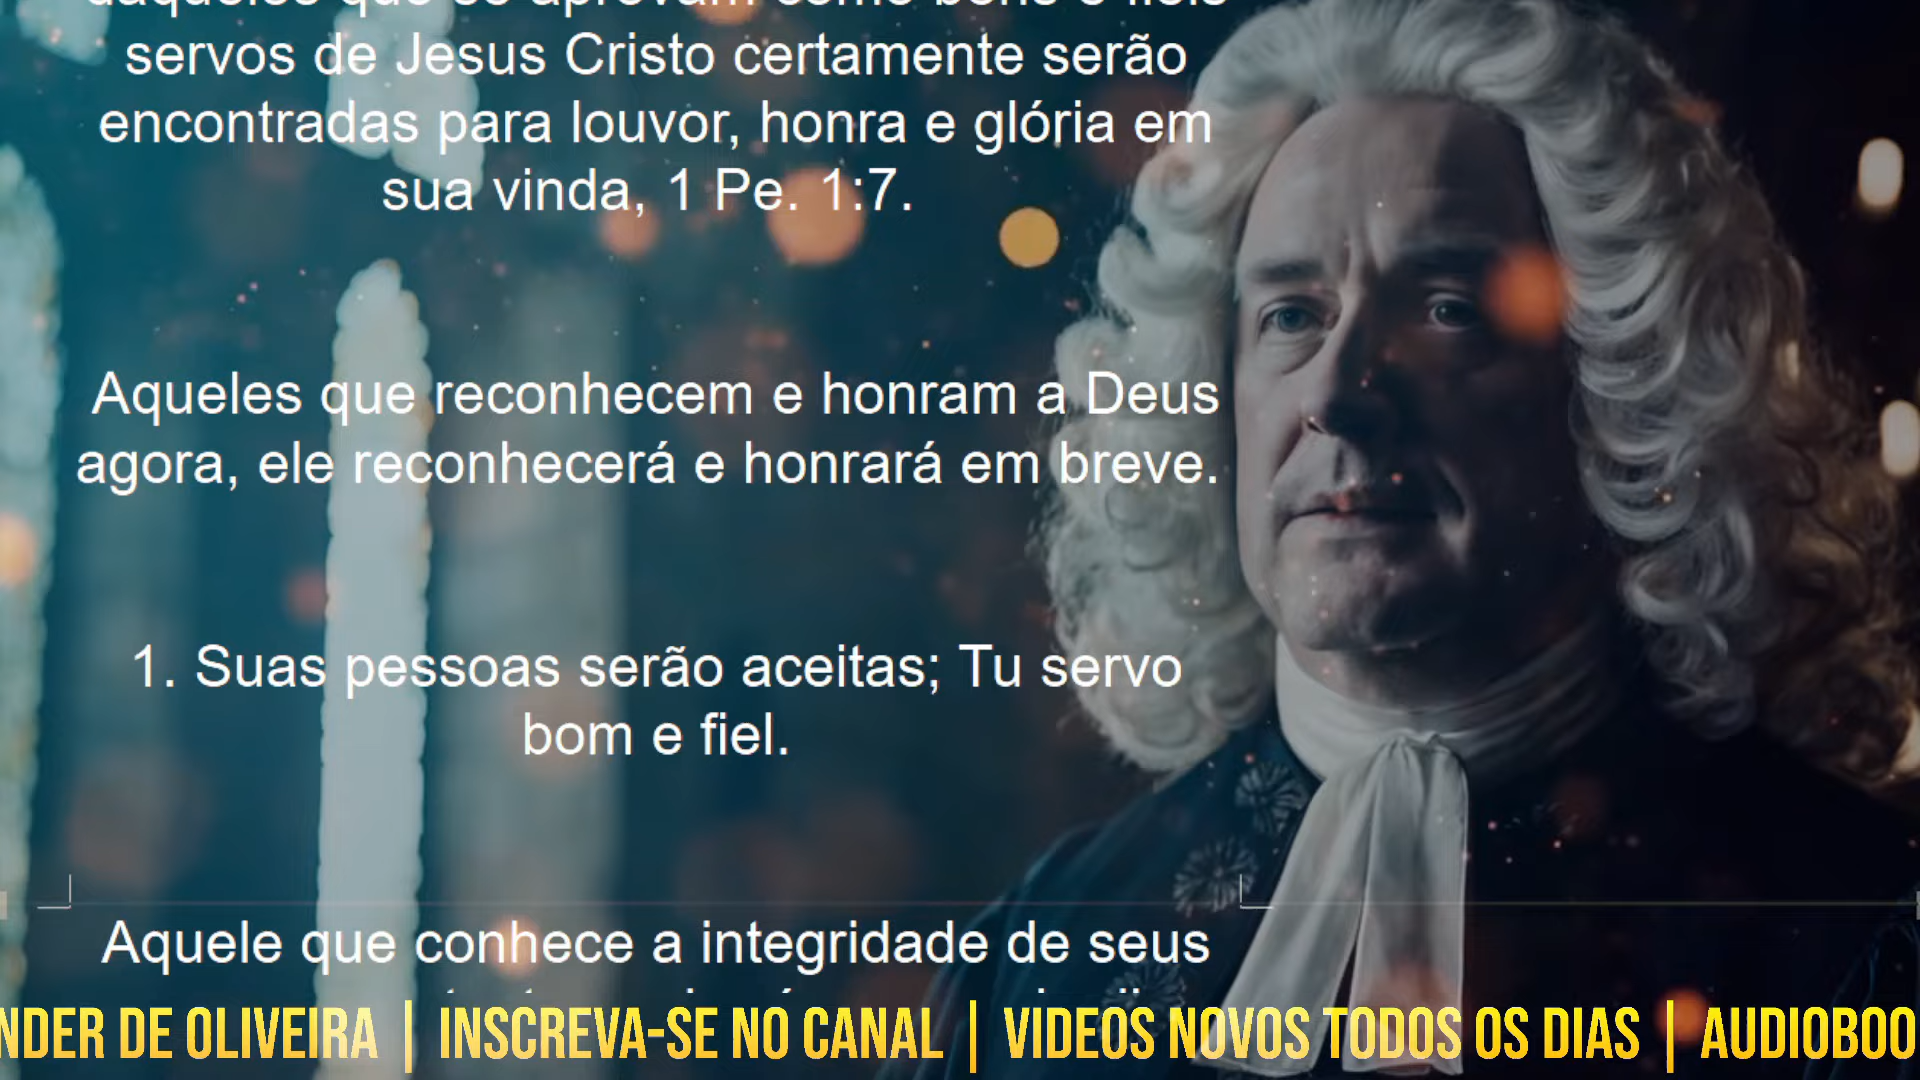 servos de Jesus Cristo certamente serão
encontradas para louvor, honra e glória em
sua vinda, 1 Pe. 1:7.
Aqueles que reconhecem e honram a Deus
agora, ele reconhecerá e honrará em breve.
1. Suas pessoas serão aceitas; Tu servo
bom e fiel.
Aquele que conhece a integridade de seus
NDER DE OLIVEIRA | INSCREVA-SE NO CANAL | VIDEOS NOVOS TODOS OS DIAS | AUDIOBOO